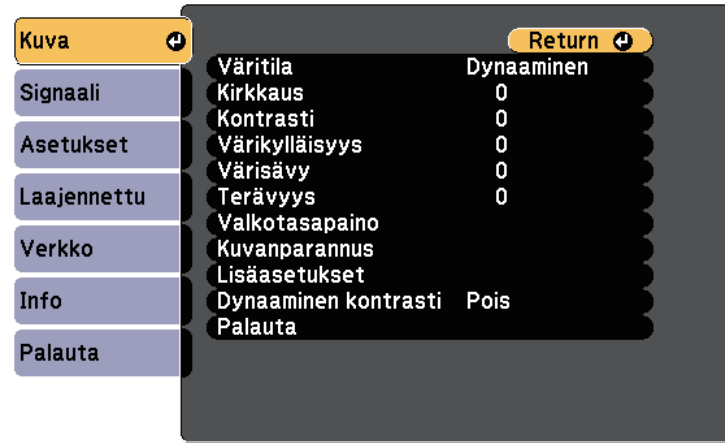 Kuva
Signaali
Asetukset
Laajennettu
Verkko
Info
Palauta
Return
Väritila Dynaaminen
Kirkkaus 0
Kontrasti 0
Värikylläisyys 0
Värisävy 0
Terävyys 0
Valkotasapaino
Kuvanparannus
Lisäasetukset
Dynaaminen kontrasti Pois
Palauta